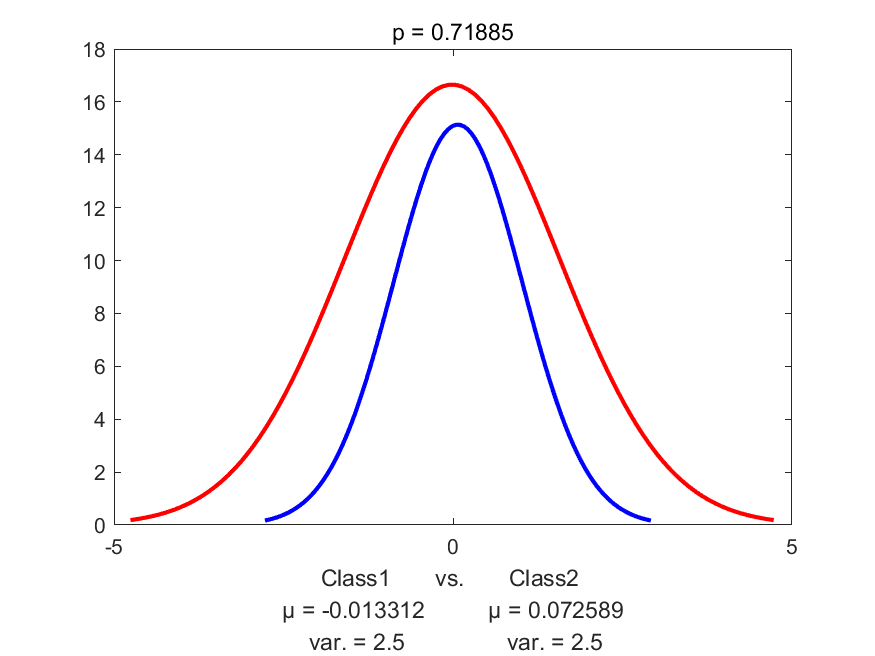 p = 0.71885
18
16
14
12
10
8
6
4
2
0
-5 0 5
Class1 vs. Class2
μ = -0.013312 μ = 0.072589
var. = 2.5 var. = 2.5